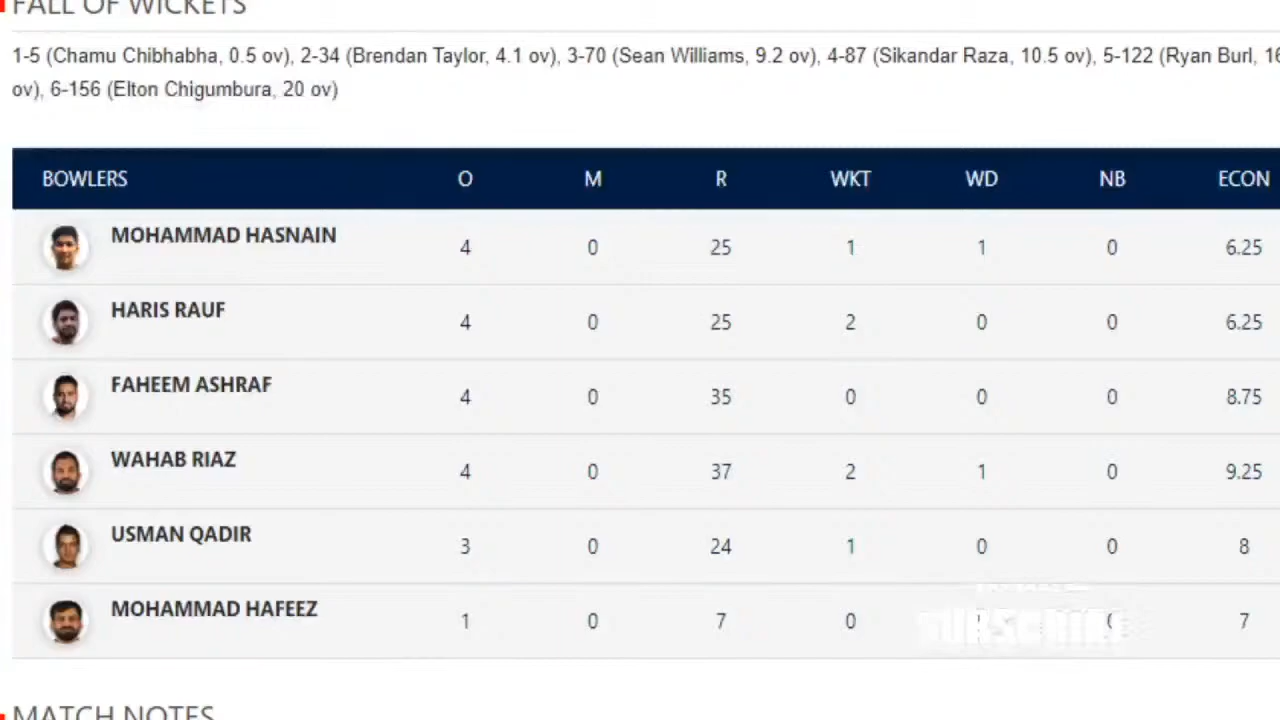 FALL OF WICKETS
1-5 (Chamu Chibhabha, 0.5 ov), 2-34 (Brendan Taylor, 4.1 ov), 3-70 (Sean Williams, 9.2 ov), 4-87 (Sikandar Raza, 10.5 ov), 5-122 (Ryan Burl, 16
ov), 6-156 (Elton Chigumbura, 20 ov)
BOWLERS O M R WKT WD NB ECON
MOHAMMAD HASNAIN 4 0 25 1 1 0 6.25
HARIS RAUF 4 0 25 2 0 0 6.25
FAHEEM ASHRAF 4 0 35 0 0 0 8.75
WAHAB RIAZ 4 0 37 2 1 0 9.25
USMAN QADIR 3 0 24 1 0 0 8
MOHAMMAD HAFEEZ 1 0 7 0 7
SUBSCRIBE
MATCH NOTES